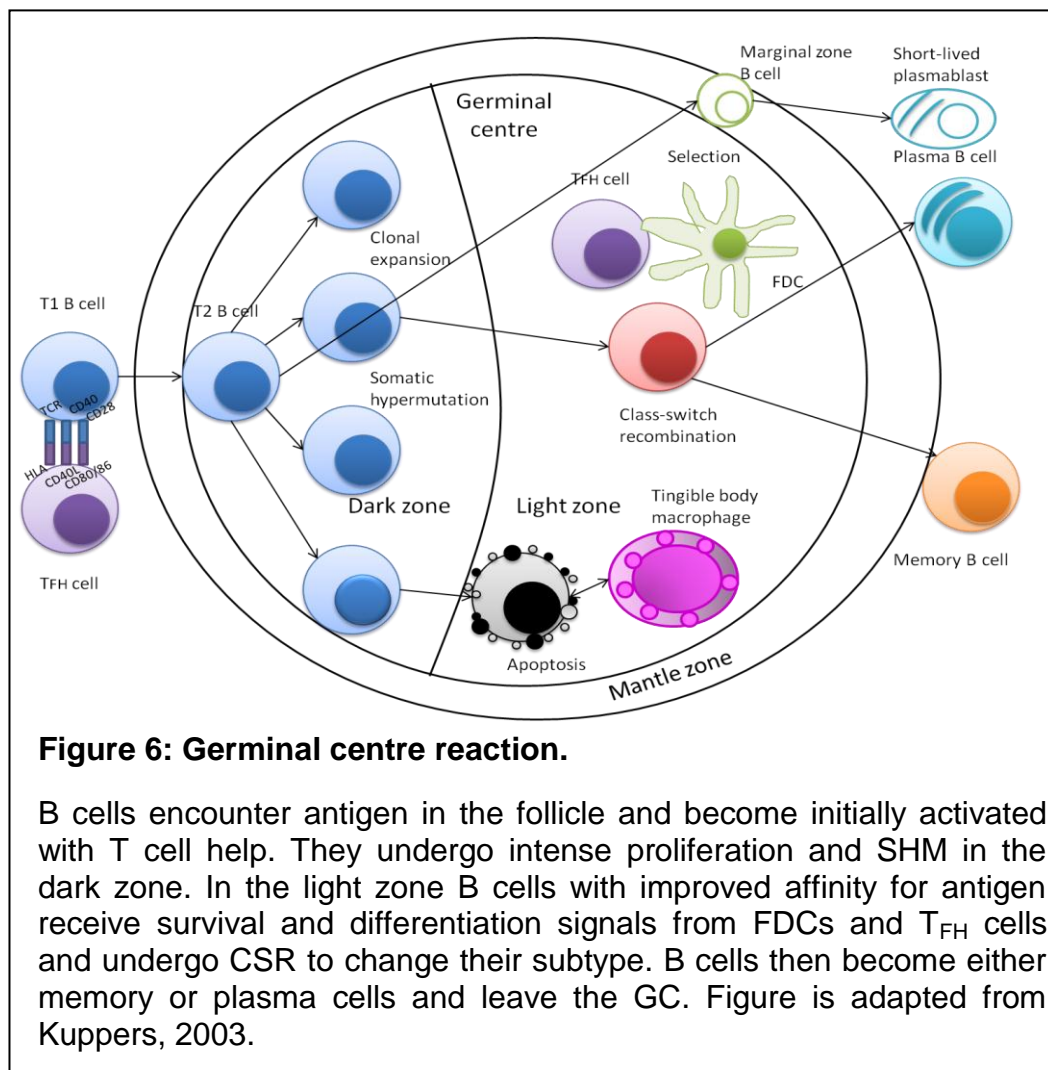 Marginal zone
B cell
Short-lived
plasmablast
Germinal
centre
Selection
Plasma B cell
TFH cell
Clonal
expansion
FDC
T1 B cell
T2 B cell
Somatic
hypermutation
Class-switch
recombination
TCR
CD40
CD28
HLA
CD40L
CD80/86
Dark zone
Light zone
Tingible body
macrophage
Memory B cell
TFH cell
Apoptosis
Mantle zone
Figure 6: Germinal centre reaction.
B cells encounter antigen in the follicle and become initially activated
with T cell help. They undergo intense proliferation and SHM in the
dark zone. In the light zone B cells with improved affinity for antigen
receive survival and differentiation signals from FDCs and TFH cells
and undergo CSR to change their subtype. B cells then become either
memory or plasma cells and leave the GC. Figure is adapted from
Kuppers, 2003.